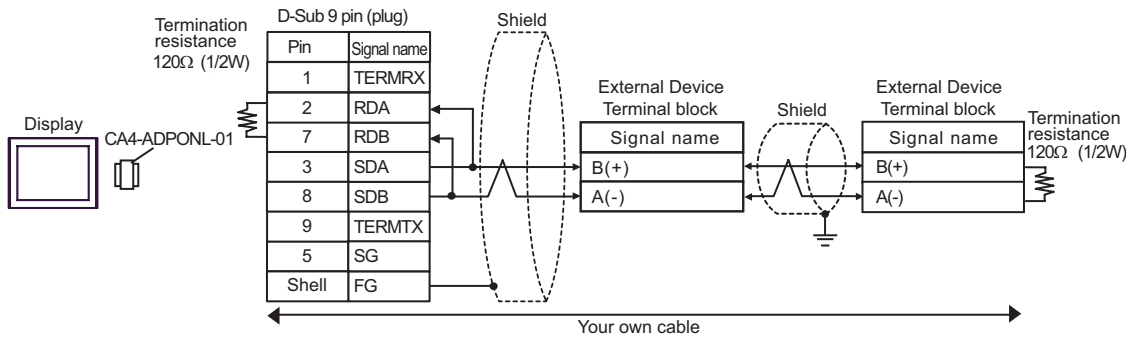 Termination
resistance
120Ω (1/2W)
D-Sub 9 pin (plug)
Pin Signal name
1 TERMRX
2 RDA
7 RDB
3 SDA
8 SDB
9 TERMTX
5 SG
Shell FG
Display
CA4-ADPONL-01
Shield
External Device
Terminal block
Signal name
B(+)
A(-)
Shield
External Device
Terminal block
Signal name
B(+)
A(-)
Termination
resistance
120Ω (1/2W)
Your own cable